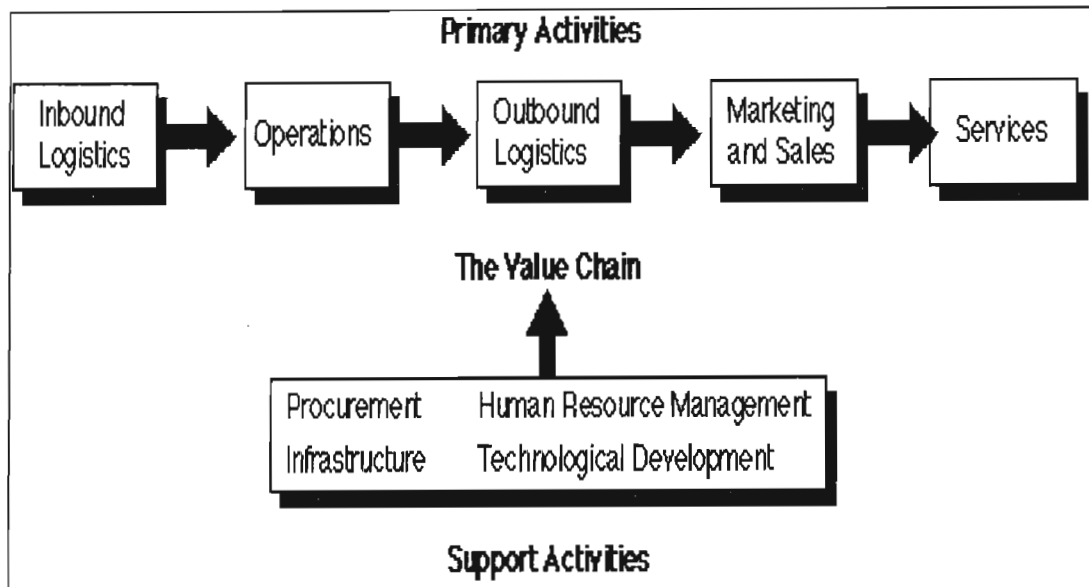 Primary Activities
Inbound
Logistics
Operations
Outbound
Logistics
Marketing
and Sales
Services
The Value Chain
Procurement
Human Resource Management
Infrastructure
Technological Development
Support Activities